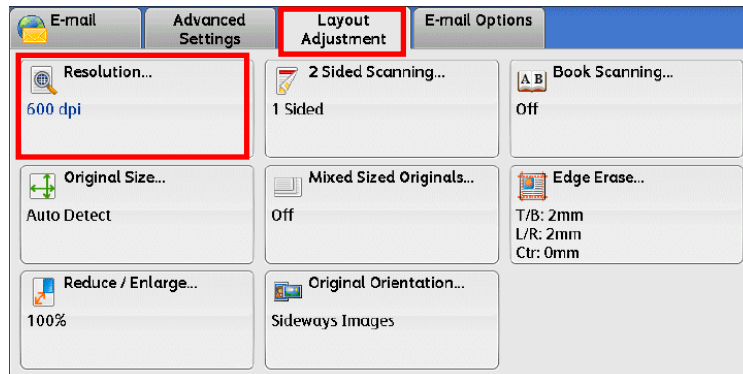 E-mail
Advanced
Settings
Layout
Adjustment
E-mail Options
Resolution...
600 dpi
2 Sided Scanning...
1 Sided
A B
Book Scanning...
Off
Original Size...
Auto Detect
Mixed Sized Originals...
Off
Edge Erase...
T/B: 2mm
L/R: 2mm
Ctr: 0mm
Reduce / Enlarge...
100%
Original Orientation...
Sideways Images